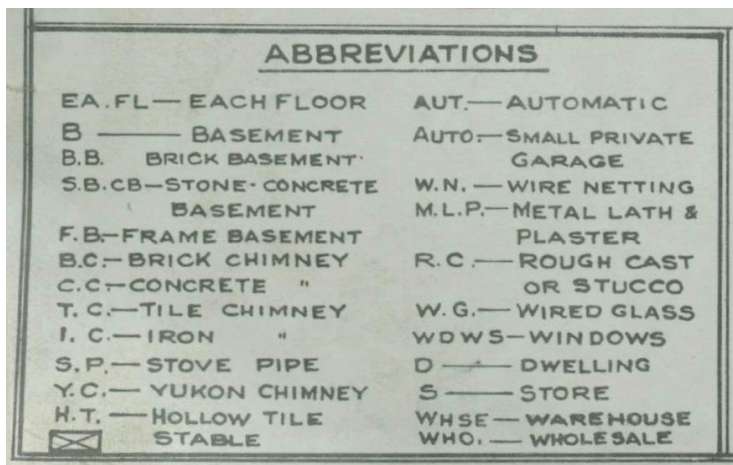 ABBREVIATIONS
EA.FL—EACH FLOOR
B —— BASEMENT
B.B. BRICK BASEMENT
S.B.CB—STONE-CONCRETE
BASEMENT
F.B.—FRAME BASEMENT
B.C.—BRICK CHIMNEY
C.C.—CONCRETE "
T.C.—TILE CHIMNEY
I.C.—IRON "
S.P.—STOVE PIPE
Y.C.—YUKON CHIMNEY
H.T.—HOLLOW TILE
STABLE
AUT.—AUTOMATIC
AUTO.—SMALL PRIVATE
GARAGE
W.N.—WIRE NETTING
M.L.P.—METAL LATH &
PLASTER
R.C.—ROUGH CAST
OR STUCCO
W.G.—WIRED GLASS
WDWS—WINDOWS
D —— DWELLING
S —— STORE
WHSE—WAREHOUSE
WHO.—WHOLESALE